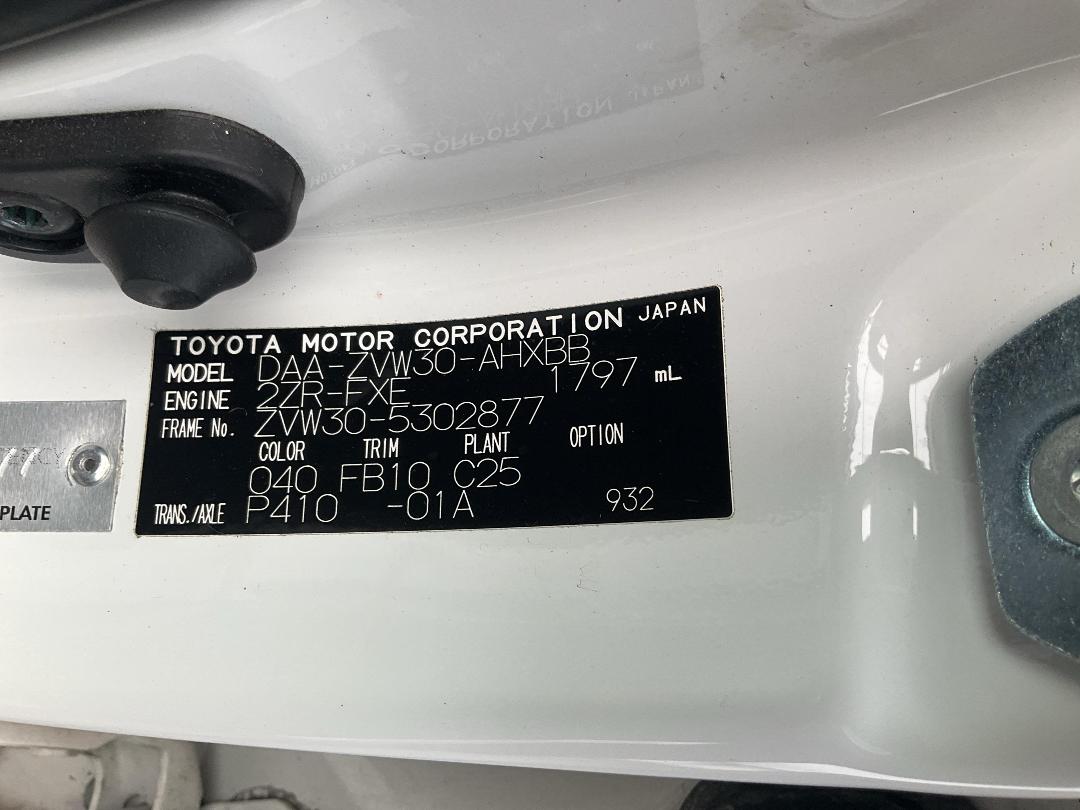 TOYOTA MOTOR CORPORATION JAPAN
MODEL DAA-ZVW30-AHXBB
ENGINE 2ZR-FXE 1797 mL
FRAME No. ZVW30-5302877
COLOR TRIM PLANT OPTION
040 FB10 C25
TRANS./AXLE P410 -01A 932
77
PLATE